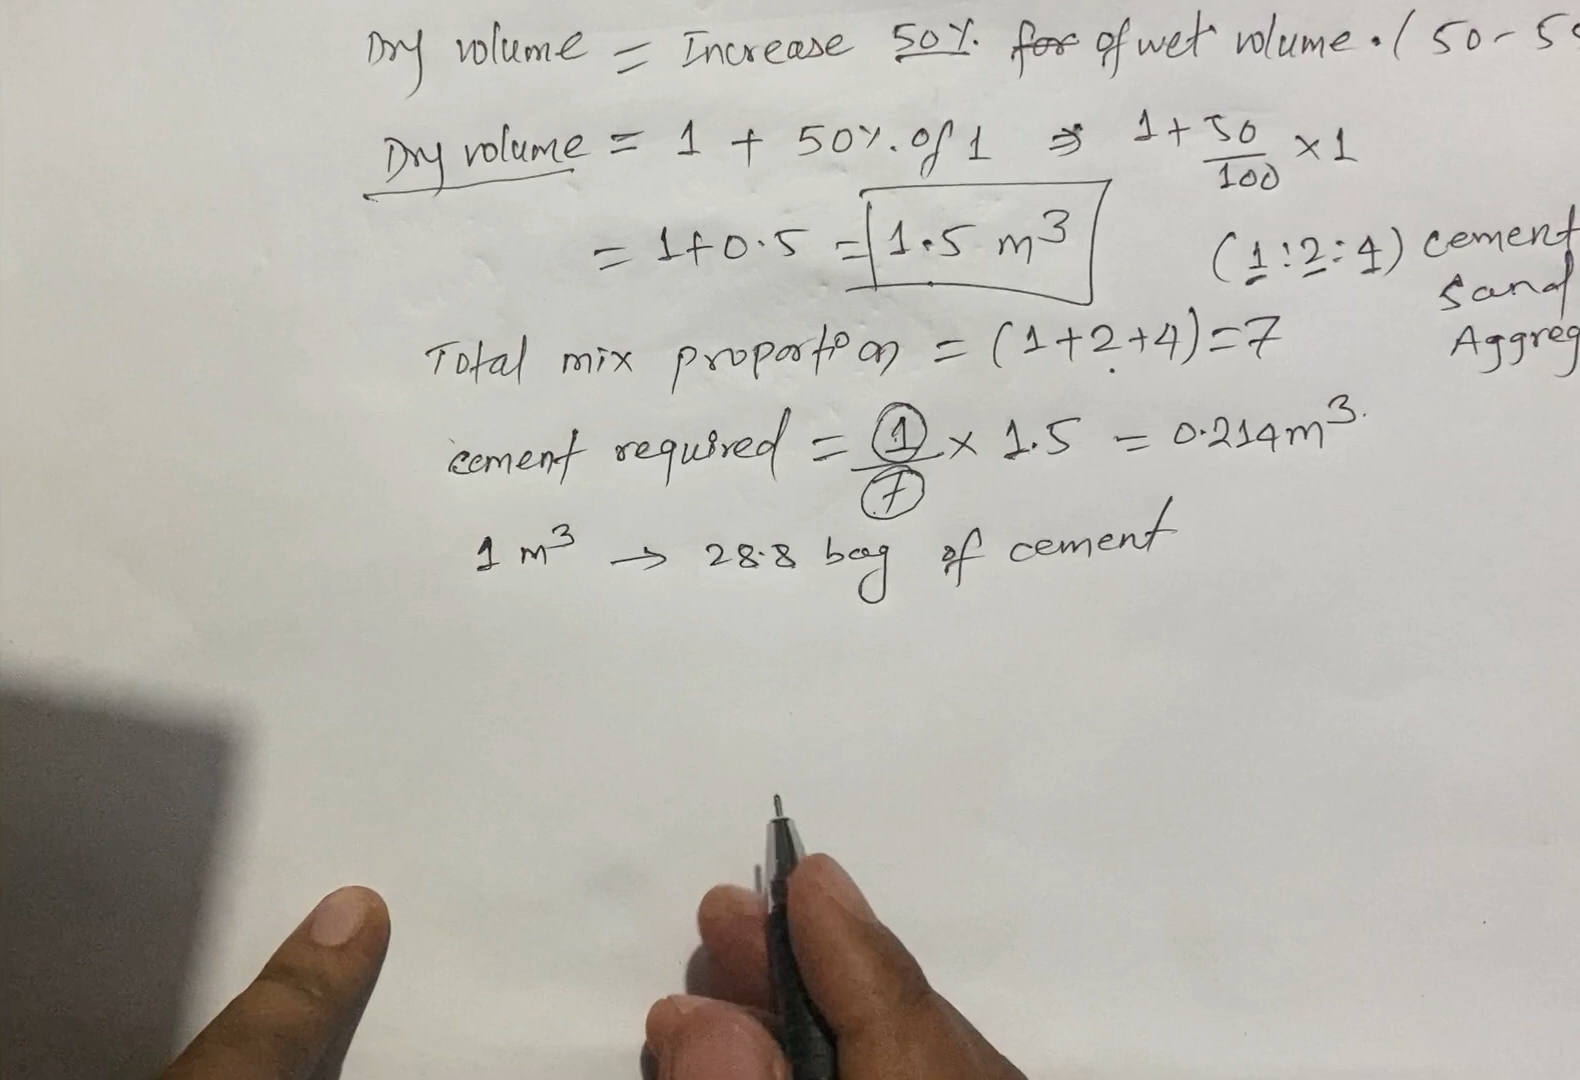 Dry volume = Increase 50% for of wet volume. ( 50 - 5
Dry volume = 1 + 50% of 1 ⇒ 1 + 50/100 × 1
= 1 + 0.5 = 1.5 m³
(1:2:4) cement
Sand
Aggreg
Total mix proportion = (1+2+4) = 7
cement required = 1/7 × 1.5 = 0.214 m³.
1 m³ → 28.8 bag of cement